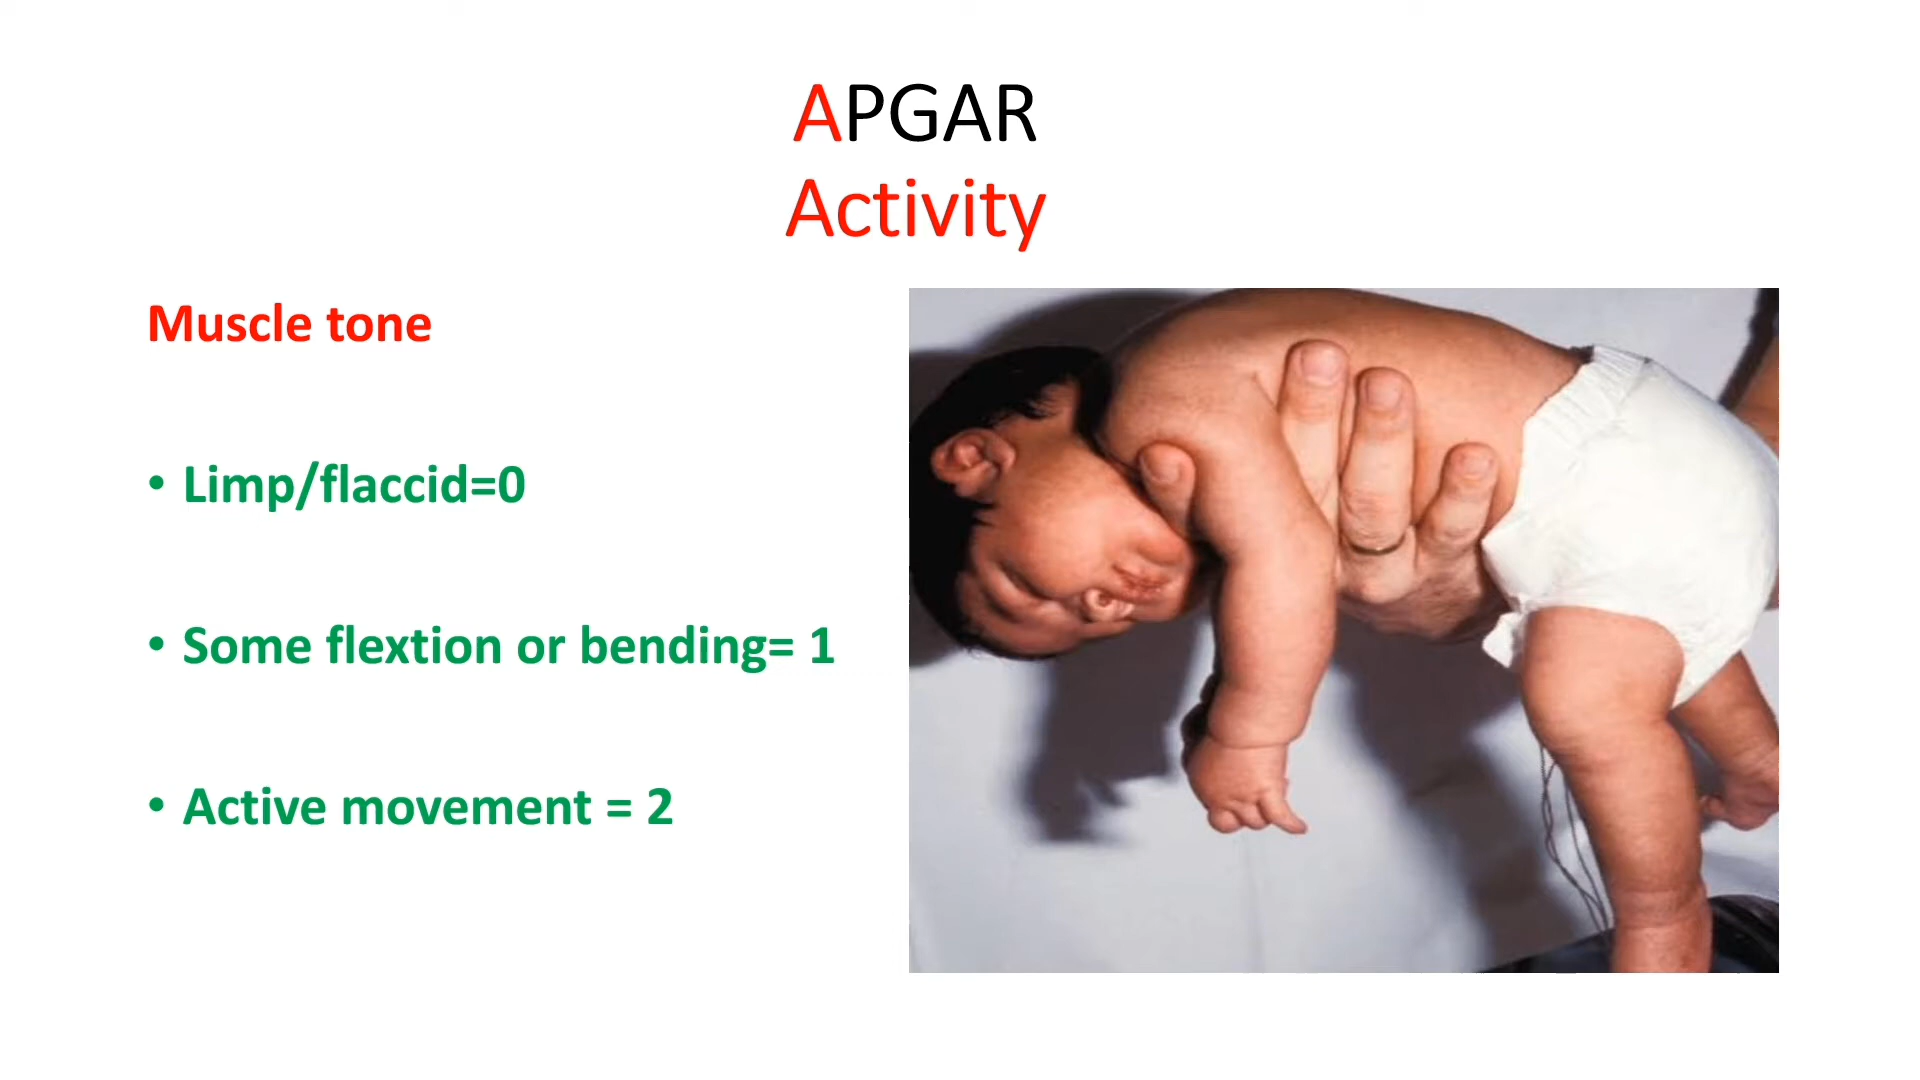 APGAR
Activity
Muscle tone
• Limp/flaccid=0
• Some flextion or bending= 1
• Active movement = 2